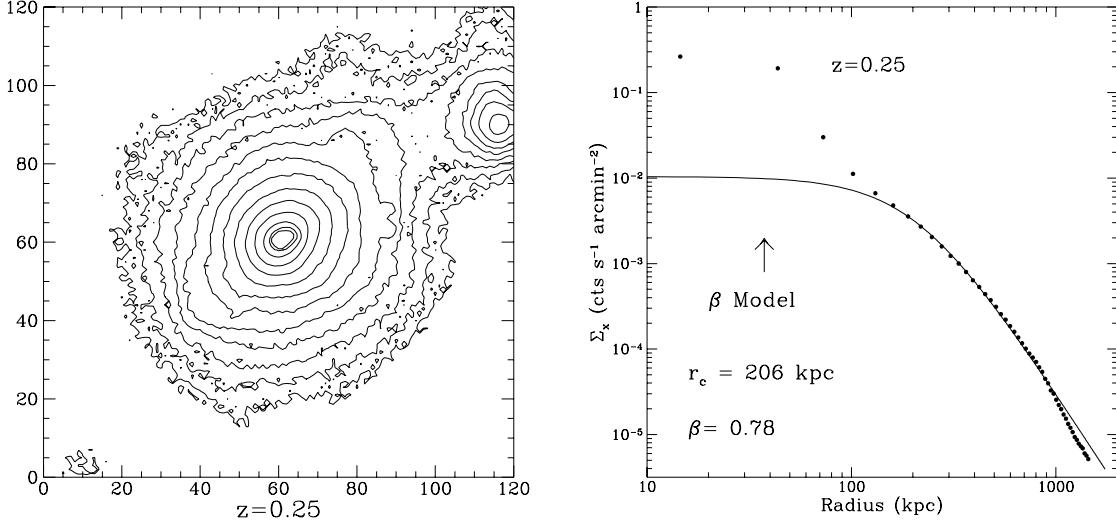 120
100
80
60
40
20
0
0 20 40 60 80 100 120
z=0.25
1
10⁻¹
10⁻²
10⁻³
10⁻⁴
10⁻⁵
Σₓ (cts s⁻¹ arcmin⁻²)
z=0.25
β Model
r_c = 206 kpc
β= 0.78
10 100 1000
Radius (kpc)